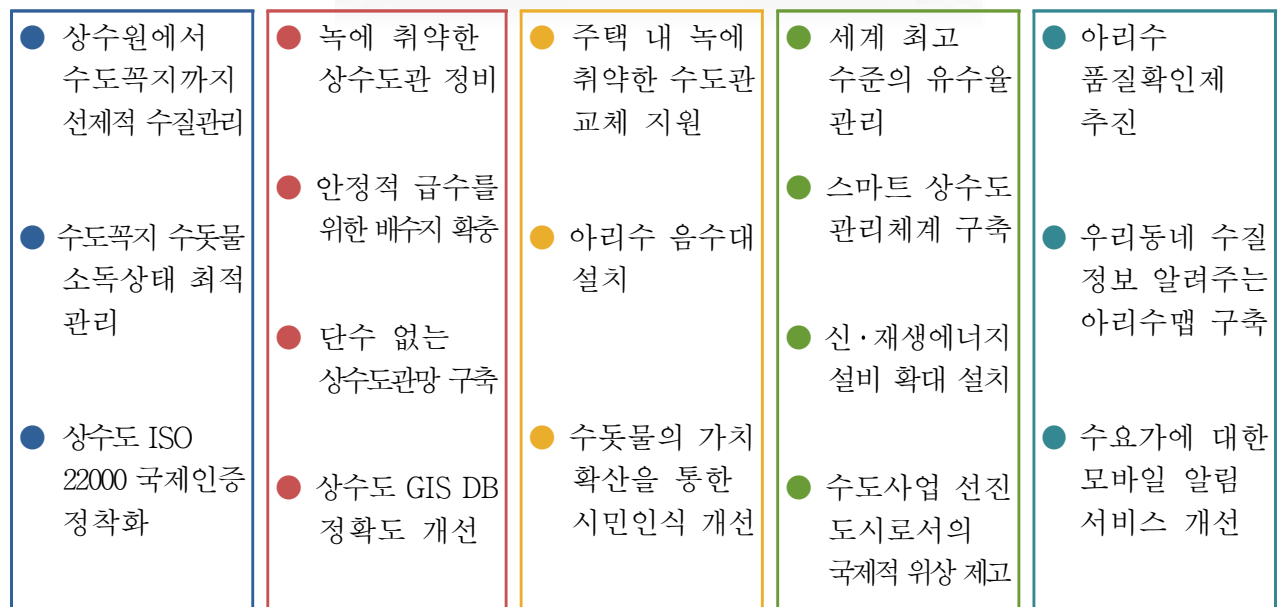 상수원에서
수도꼭지까지
선제적 수질관리
수도꼭지 수돗물
소독상태 최적
관리
상수도 ISO
22000 국제인증
정착화
녹에 취약한
상수도관 정비
안정적 급수를
위한 배수지 확충
단수 없는
상수도관망 구축
상수도 GIS DB
정확도 개선
주택 내 녹에
취약한 수도관
교체 지원
아리수 음수대
설치
수돗물의 가치
확산을 통한
시민인식 개선
세계 최고
수준의 유수율
관리
스마트 상수도
관리체계 구축
신·재생에너지
설비 확대 설치
수도사업 선진
도시로서의
국제적 위상 제고
아리수
품질확인제
추진
우리동네 수질
정보 알려주는
아리수맵 구축
수요가에 대한
모바일 알림
서비스 개선